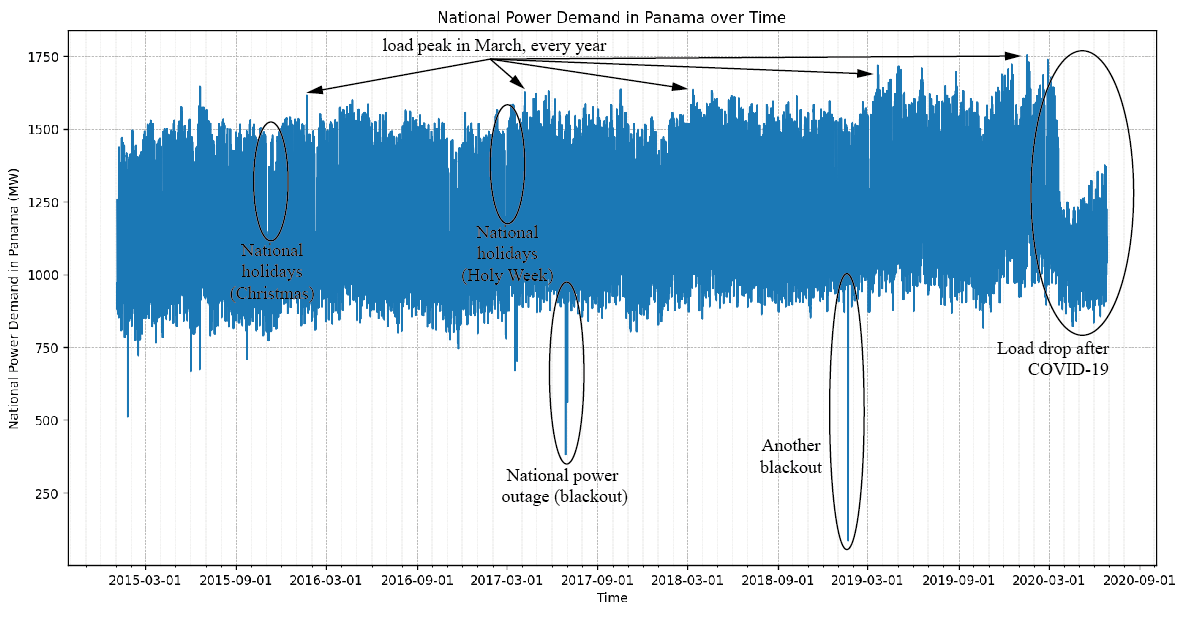 National Power Demand in Panama over Time
load peak in March, every year
1750
1500
1250
1000
750
500
250
National Power Demand in Panama (MW)
National
holidays
(Christmas)
National
holidays
(Holy Week)
National power
outage (blackout)
Another
blackout
Load drop after
COVID-19
2015-03-01 2015-09-01 2016-03-01 2016-09-01 2017-03-01 2017-09-01 2018-03-01 2018-09-01 2019-03-01 2019-09-01 2020-03-01 2020-09-01
Time